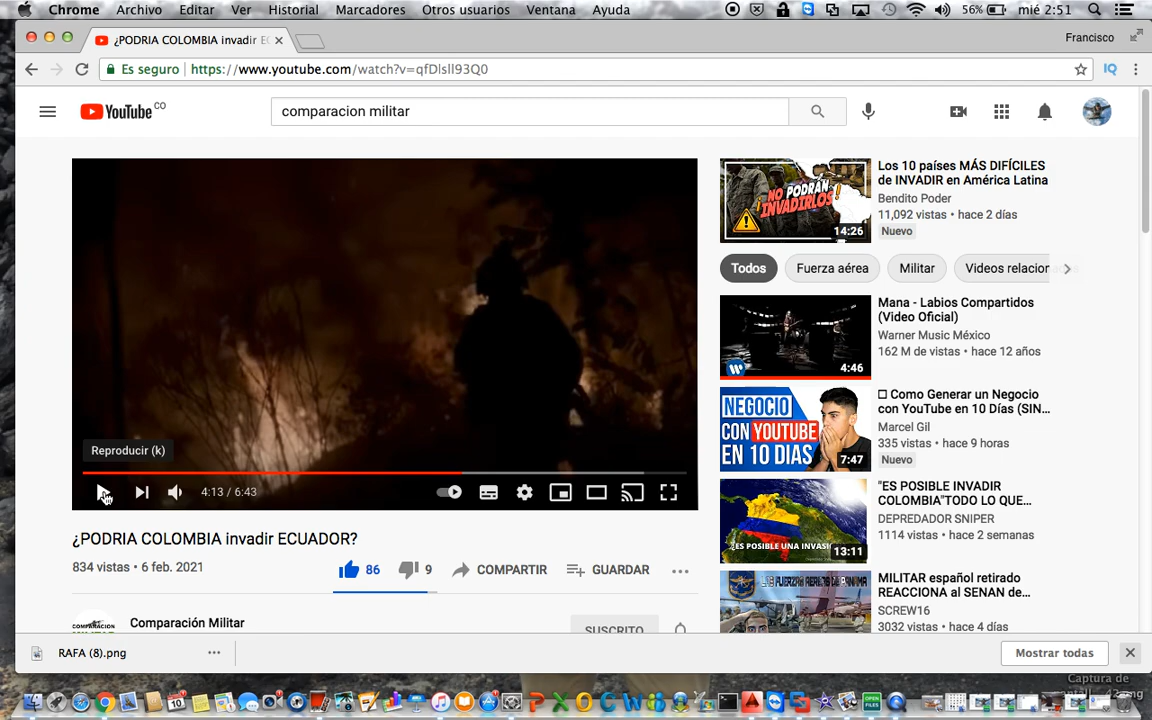 Chrome Archivo Editar Ver Historial Marcadores Otros usuarios Ventana Ayuda 56% mié 2:51
¿PODRIA COLOMBIA invadir EC Francisco
Es seguro https://www.youtube.com/watch?v=qfDlsll93Q0 IQ
YouTube CO comparacion militar
¡NO PODRÁN INVADIRLOS!
14:26
Los 10 países MÁS DIFÍCILES
de INVADIR en América Latina
Bendito Poder
11,092 vistas • hace 2 días
Nuevo
Todos Fuerza aérea Militar Videos relacion
4:46
Mana - Labios Compartidos
(Video Oficial)
Warner Music México
162 M de vistas • hace 12 años
NEGOCIO
CON YOUTUBE
EN 10 DIAS
7:47
□ Como Generar un Negocio
con YouTube en 10 Días (SIN...
Marcel Gil
335 vistas • hace 9 horas
Nuevo
¿ES POSIBLE UNA INVASI
13:11
"ES POSIBLE INVADIR
COLOMBIA"TODO LO QUE...
DEPREDADOR SNIPER
1114 vistas • hace 2 semanas
MILITAR español retirado
REACCIONA al SENAN de...
SCREW16
3032 vistas • hace 4 días
Reproducir (k)
4:13 / 6:43
¿PODRIA COLOMBIA invadir ECUADOR?
834 vistas • 6 feb. 2021
86 9 COMPARTIR GUARDAR
Comparación Militar
SUSCRITO
RAFA (8).png Mostrar todas
Captura de